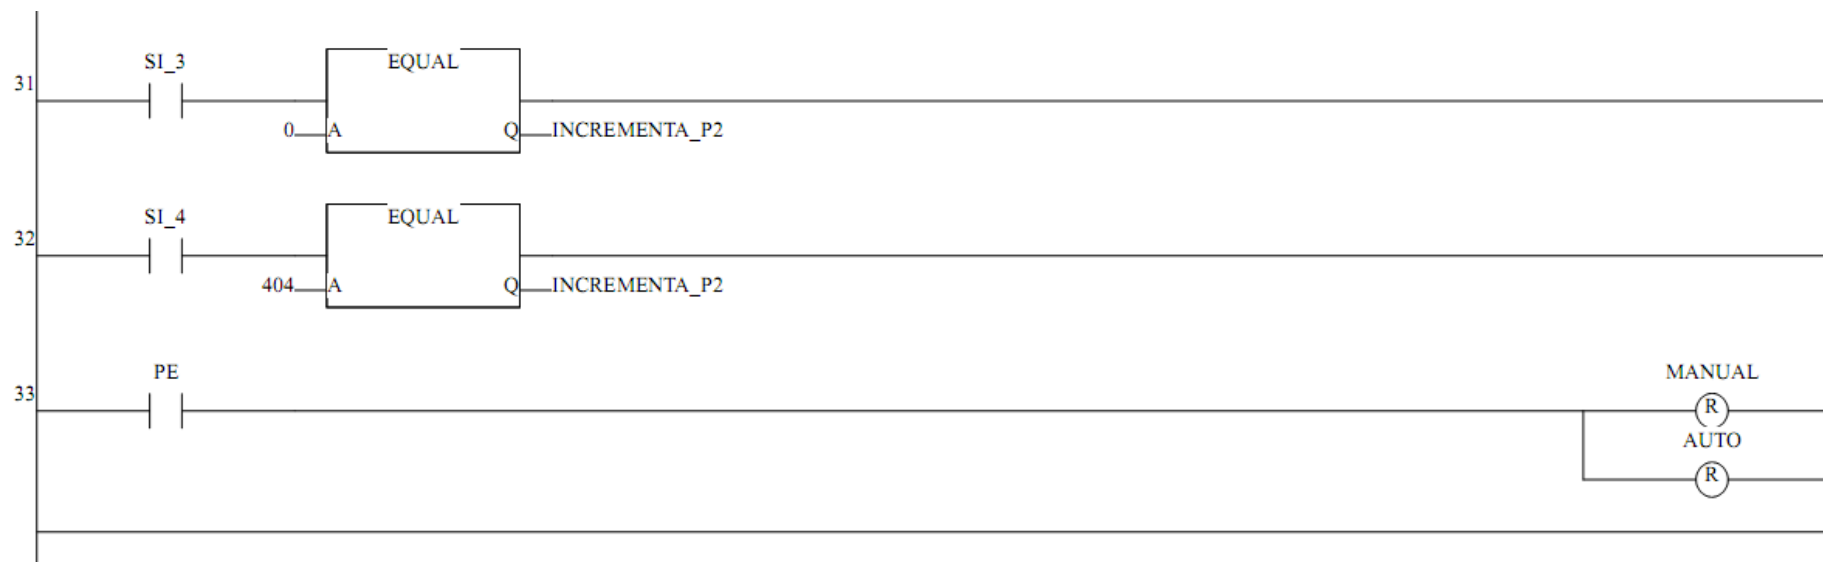 SI_3
EQUAL
31
0 A Q INCREMENTA_P2
SI_4
EQUAL
32
404 A Q INCREMENTA_P2
PE
MANUAL
33
R
AUTO
R